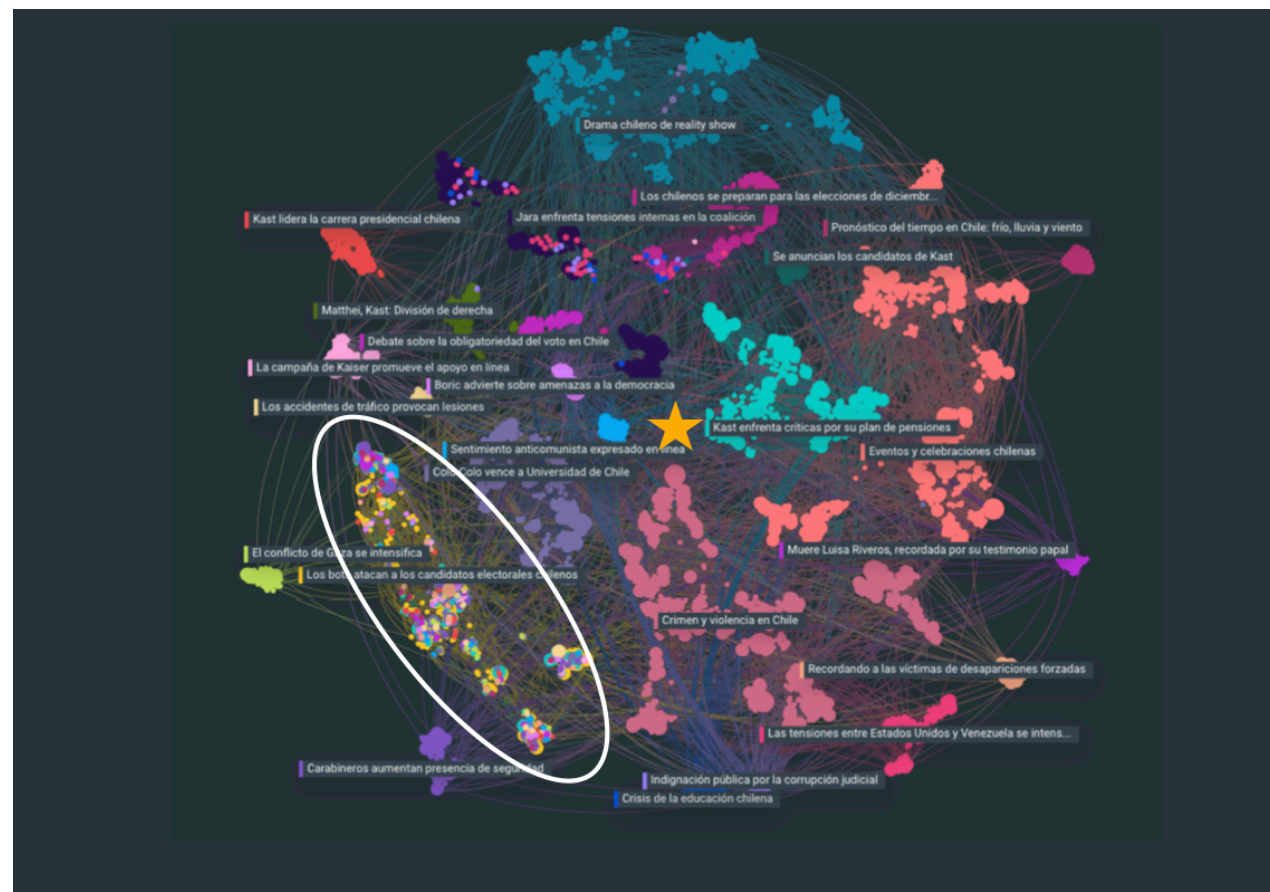 Drama chileno de reality show
Los chilenos se preparan para las elecciones de diciembr...
Kast lidera la carrera presidencial chilena
Jara enfrenta tensiones internas en la coalición
Pronóstico del tiempo en Chile: frío, lluvia y viento
Se anuncian los candidatos de Kast
Matthei, Kast: División de derecha
Debate sobre la obligatoriedad del voto en Chile
La campaña de Kaiser promueve el apoyo en línea
Boric advierte sobre amenazas a la democracia
Los accidentes de tráfico provocan lesiones
Kast enfrenta críticas por su plan de pensiones
Sentimiento anticomunista expresado en línea
Eventos y celebraciones chilenas
Colo Colo vence a Universidad de Chile
Muere Luisa Riveros, recordada por su testimonio papal
El conflicto de Gaza se intensifica
Los bots atacan a los candidatos electorales chilenos
Crimen y violencia en Chile
Recordando a las víctimas de desapariciones forzadas
Las tensiones entre Estados Unidos y Venezuela se intens...
Carabineros aumentan presencia de seguridad
Indignación pública por la corrupción judicial
Crisis de la educación chilena